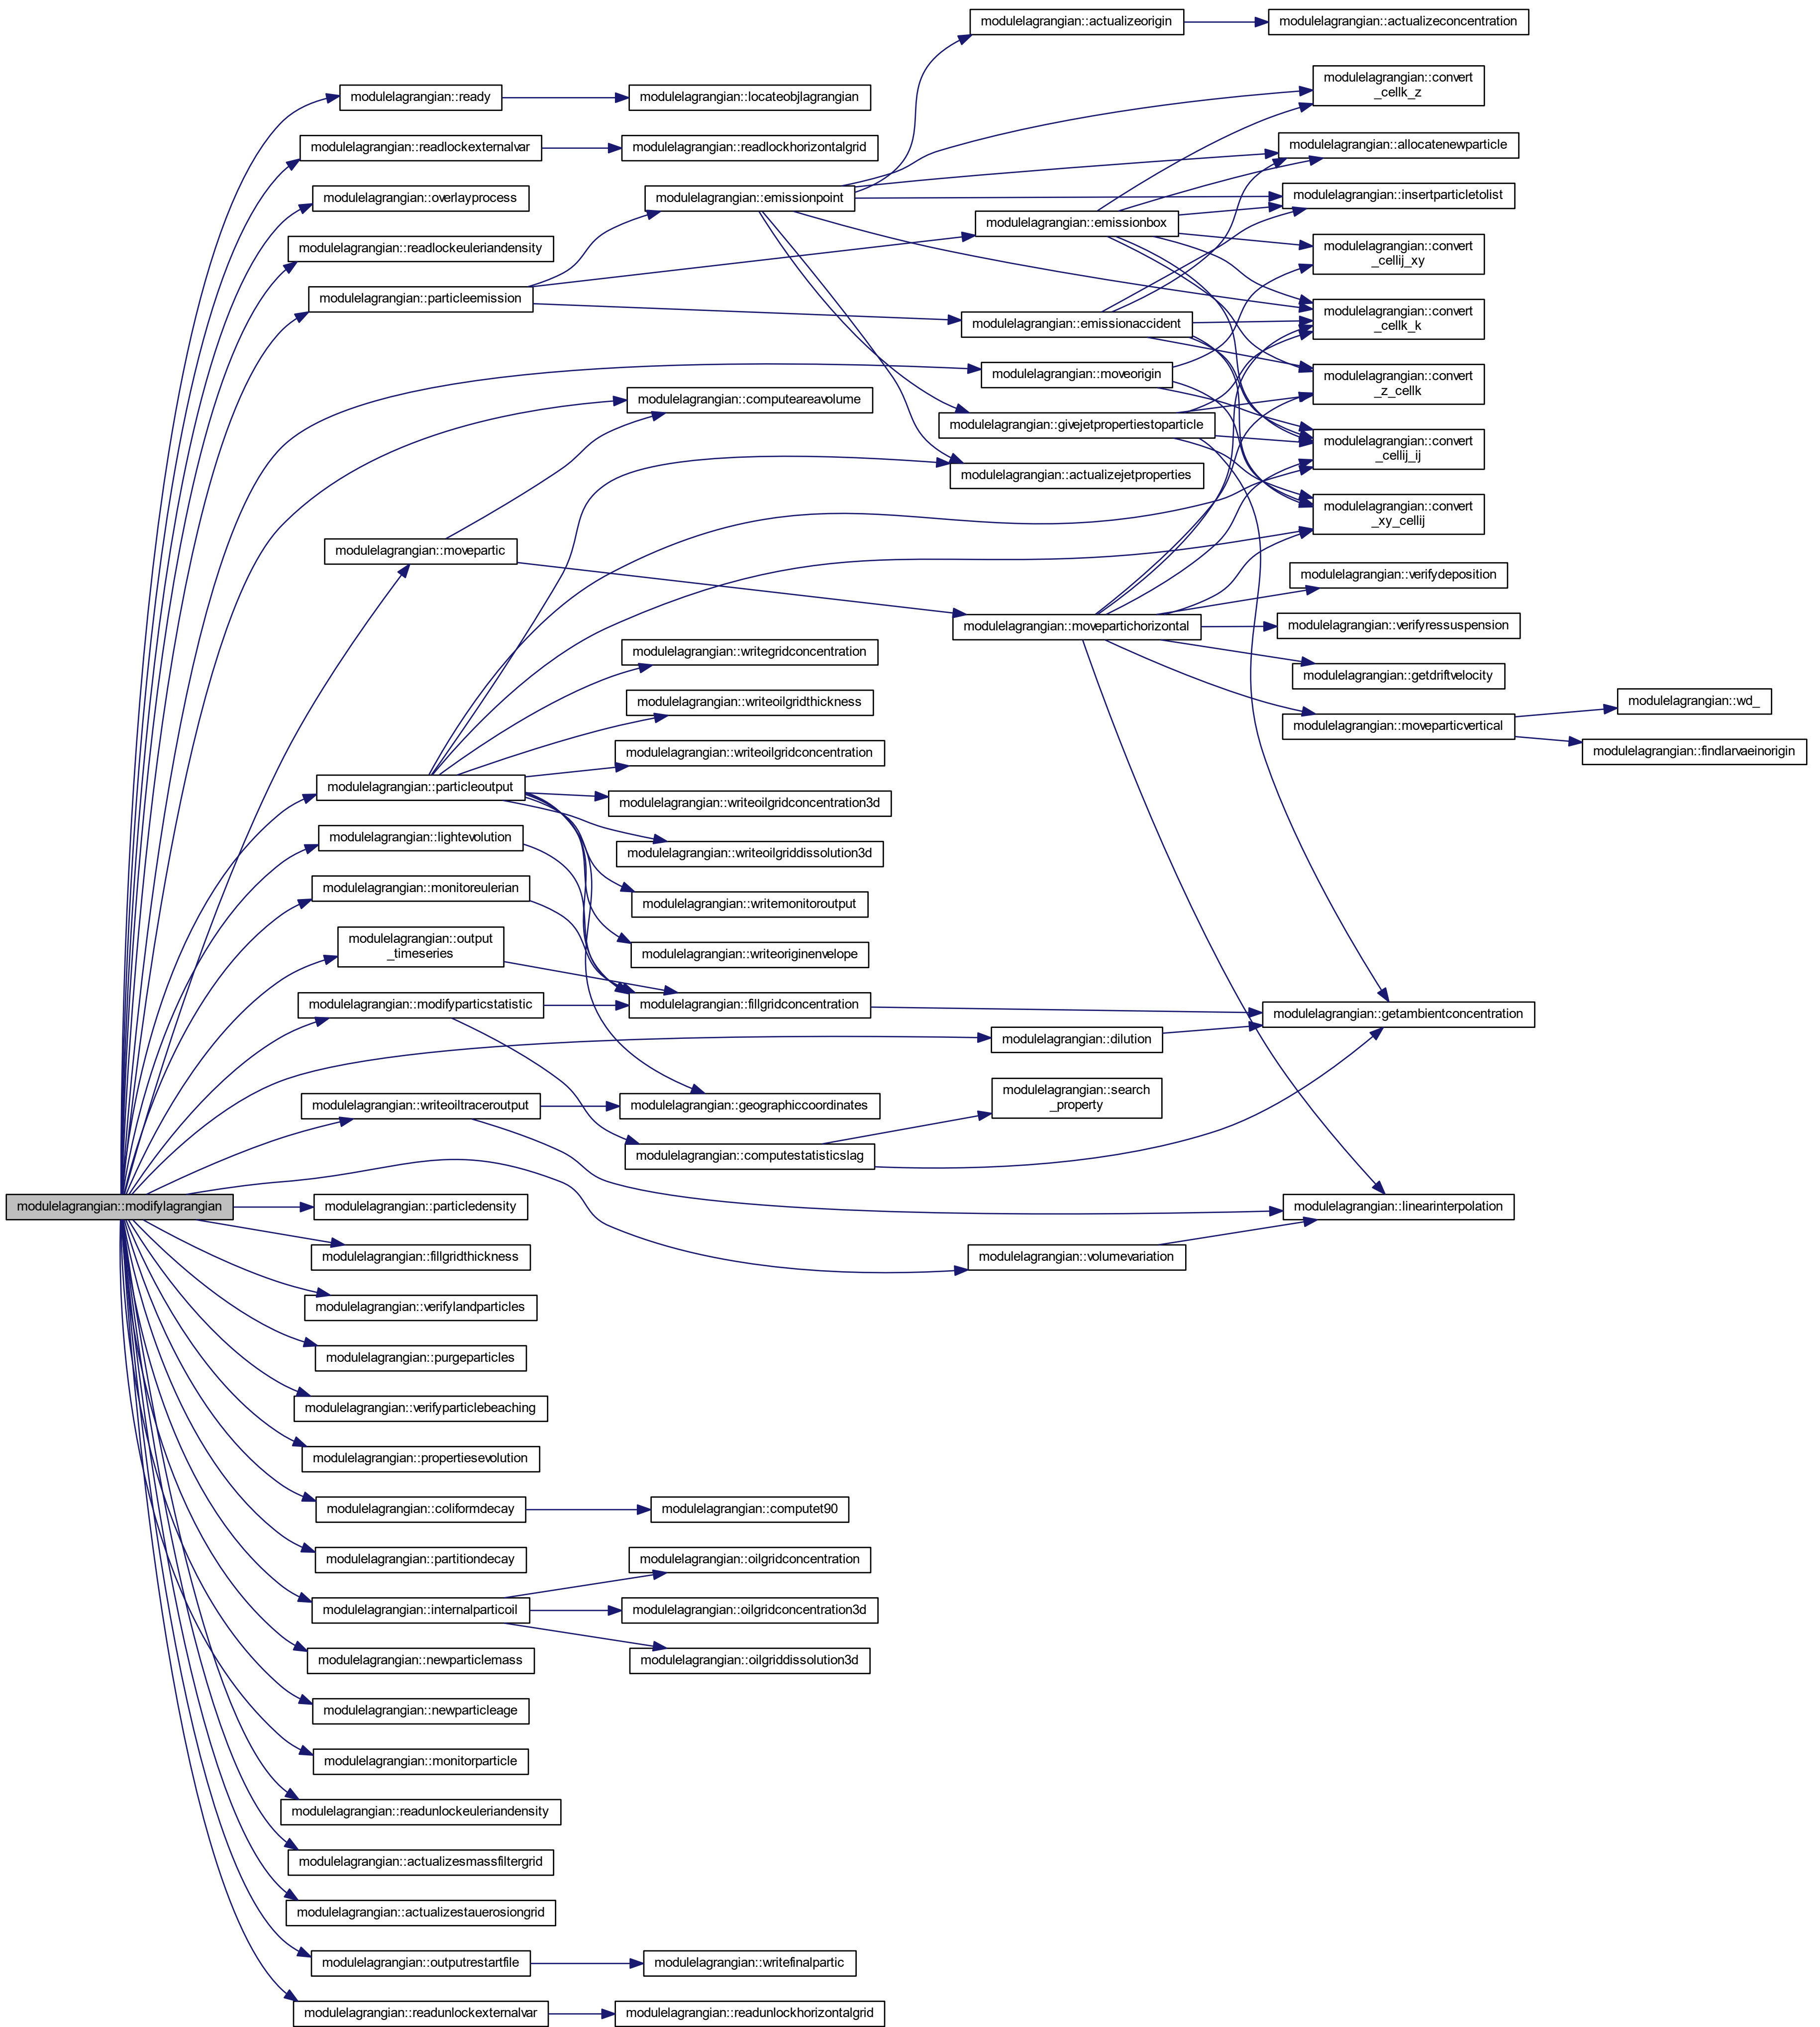 modulelagrangian::actualizeorigin
modulelagrangian::actualizeconcentration
modulelagrangian::convert
_cellk_z
modulelagrangian::ready
modulelagrangian::locateobjlagrangian
modulelagrangian::readlockexternalvar
modulelagrangian::readlockhorizontalgrid
modulelagrangian::allocatenewparticle
modulelagrangian::overlayprocess
modulelagrangian::emissionpoint
modulelagrangian::insertparticletolist
modulelagrangian::emissionbox
modulelagrangian::readlockeuleriandensity
modulelagrangian::convert
_cellij_xy
modulelagrangian::particleemission
modulelagrangian::emissionaccident
modulelagrangian::convert
_cellk_k
modulelagrangian::moveorigin
modulelagrangian::convert
_z_cellk
modulelagrangian::computeareavolume
modulelagrangian::givejetpropertiestoparticle
modulelagrangian::convert
_cellij_ij
modulelagrangian::actualizejetproperties
modulelagrangian::convert
_xy_cellij
modulelagrangian::movepartic
modulelagrangian::verifydeposition
modulelagrangian::movepartichorizontal
modulelagrangian::verifyressuspension
modulelagrangian::writegridconcentration
modulelagrangian::getdriftvelocity
modulelagrangian::writeoilgridthickness
modulelagrangian::wd_
modulelagrangian::moveparticvertical
modulelagrangian::writeoilgridconcentration
modulelagrangian::findlarvaeinorigin
modulelagrangian::particleoutput
modulelagrangian::writeoilgridconcentration3d
modulelagrangian::lightevolution
modulelagrangian::writeoilgriddissolution3d
modulelagrangian::monitoreulerian
modulelagrangian::writemonitoroutput
modulelagrangian::output
_timeseries
modulelagrangian::writeoriginenvelope
modulelagrangian::modifyparticstatistic
modulelagrangian::fillgridconcentration
modulelagrangian::getambientconcentration
modulelagrangian::dilution
modulelagrangian::search
_property
modulelagrangian::writeoiltraceroutput
modulelagrangian::geographiccoordinates
modulelagrangian::computestatisticslag
modulelagrangian::modifylagrangian
modulelagrangian::particledensity
modulelagrangian::linearinterpolation
modulelagrangian::fillgridthickness
modulelagrangian::volumevariation
modulelagrangian::verifylandparticles
modulelagrangian::purgeparticles
modulelagrangian::verifyparticlebeaching
modulelagrangian::propertiesevolution
modulelagrangian::coliformdecay
modulelagrangian::computet90
modulelagrangian::partitiondecay
modulelagrangian::oilgridconcentration
modulelagrangian::internalparticoil
modulelagrangian::oilgridconcentration3d
modulelagrangian::newparticlemass
modulelagrangian::oilgriddissolution3d
modulelagrangian::newparticleage
modulelagrangian::monitorparticle
modulelagrangian::readunlockeuleriandensity
modulelagrangian::actualizesmassfiltergrid
modulelagrangian::actualizestauerosiongrid
modulelagrangian::outputrestartfile
modulelagrangian::writefinalpartic
modulelagrangian::readunlockexternalvar
modulelagrangian::readunlockhorizontalgrid